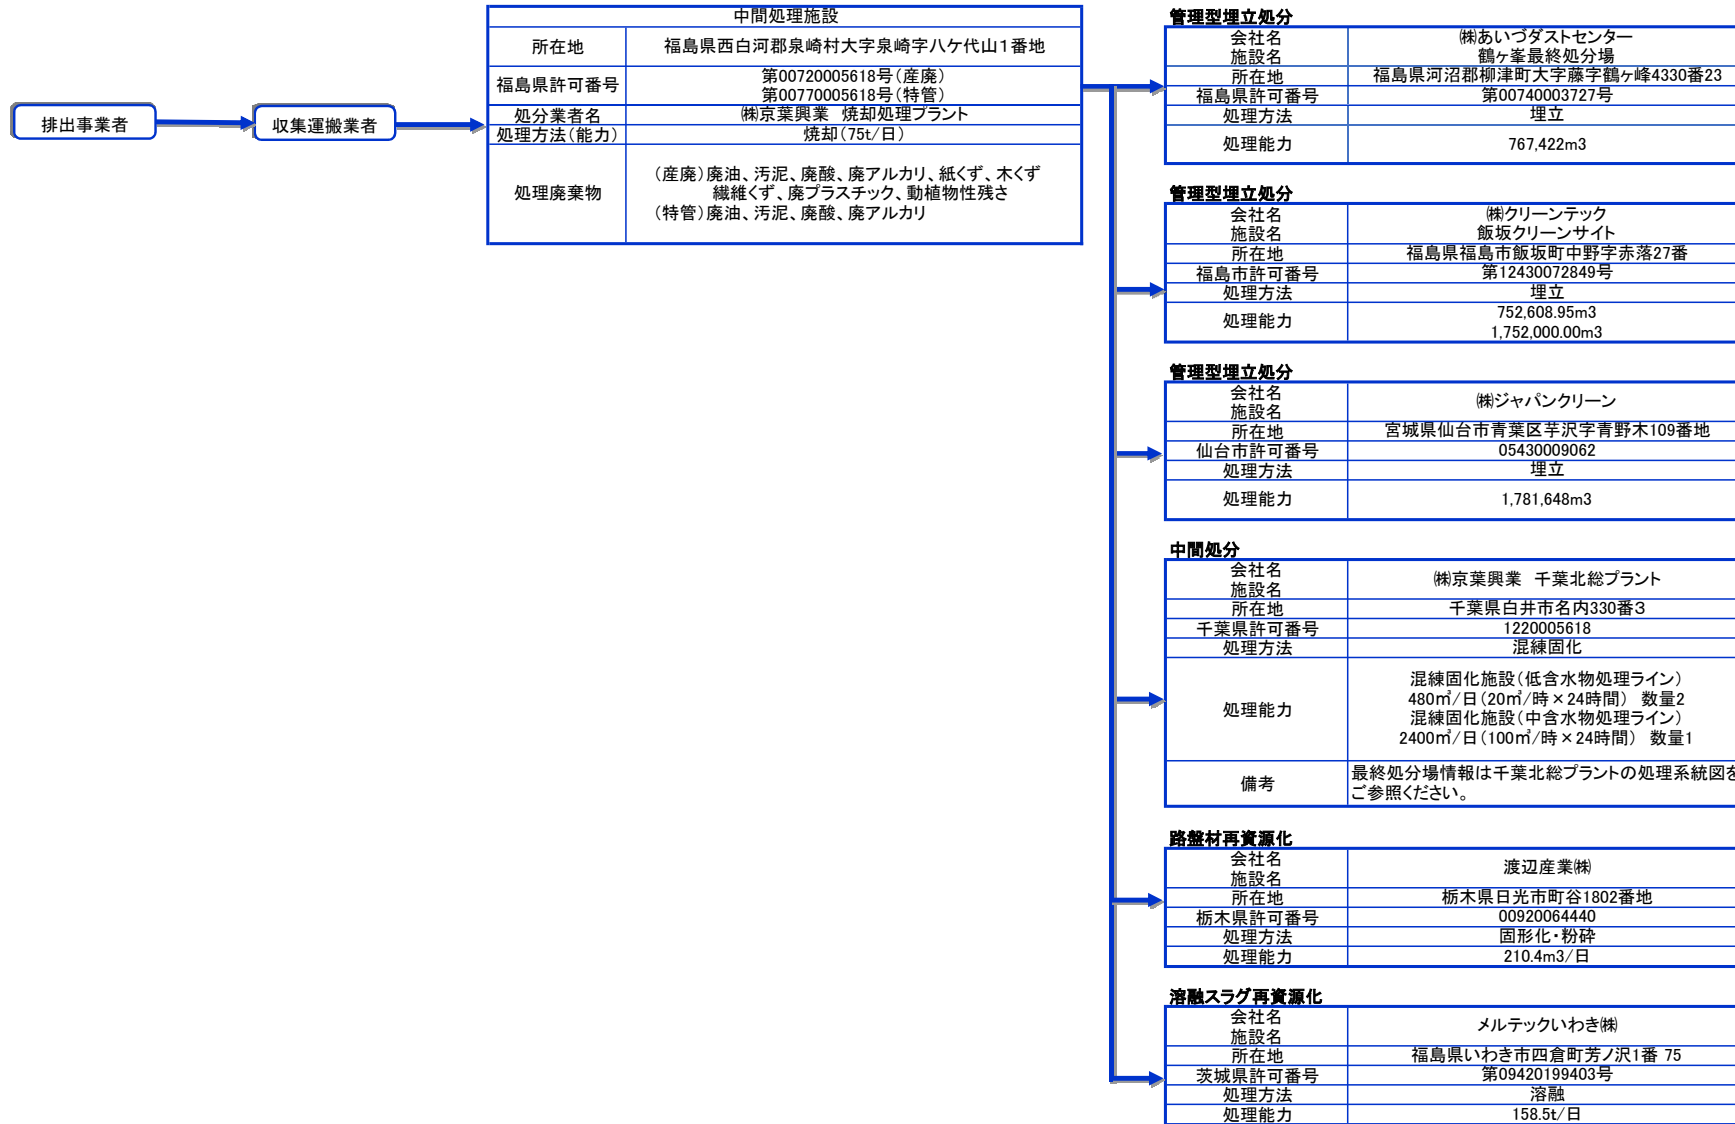 排出事業者
収集運搬業者
中間処理施設
所在地 福島県西白河郡泉崎村大字泉崎字八ケ代山1番地
福島県許可番号 第00720005618号(産廃)
第00770005618号(特管)
処分業者名 ㈱京葉興業 焼却処理プラント
処理方法(能力) 焼却(75t/日)
処理廃棄物 (産廃)廃油、汚泥、廃酸、廃アルカリ、紙くず、木くず
繊維くず、廃プラスチック、動植物性残さ
(特管)廃油、汚泥、廃酸、廃アルカリ
管理型埋立処分
会社名 ㈱あいづダストセンター
施設名 鶴ヶ峯最終処分場
所在地 福島県河沼郡柳津町大字藤字鶴ヶ峰4330番23
福島県許可番号 第00740003727号
処理方法 埋立
処理能力 767,422m3
管理型埋立処分
会社名 ㈱クリーンテック
施設名 飯坂クリーンサイト
所在地 福島県福島市飯坂町中野字赤落27番
福島市許可番号 第12430072849号
処理方法 埋立
処理能力 752,608.95m3
1,752,000.00m3
管理型埋立処分
会社名 ㈱ジャパンクリーン
施設名
所在地 宮城県仙台市青葉区芋沢字青野木109番地
仙台市許可番号 05430009062
処理方法 埋立
処理能力 1,781,648m3
中間処分
会社名 ㈱京葉興業 千葉北総プラント
施設名
所在地 千葉県白井市名内330番3
千葉県許可番号 1220005618
処理方法 混練固化
処理能力 混練固化施設(低含水物処理ライン)
480㎥/日(20㎥/時×24時間) 数量2
混練固化施設(中含水物処理ライン)
2400㎥/日(100㎥/時×24時間) 数量1
備考 最終処分場情報は千葉北総プラントの処理系統図を
ご参照ください。
路盤材再資源化
会社名 渡辺産業㈱
施設名
所在地 栃木県日光市町谷1802番地
栃木県許可番号 00920064440
処理方法 固形化・粉砕
処理能力 210.4m3/日
溶融スラグ再資源化
会社名 メルテックいわき㈱
施設名
所在地 福島県いわき市四倉町芳ノ沢1番 75
茨城県許可番号 第09420199403号
処理方法 溶融
処理能力 158.5t/日